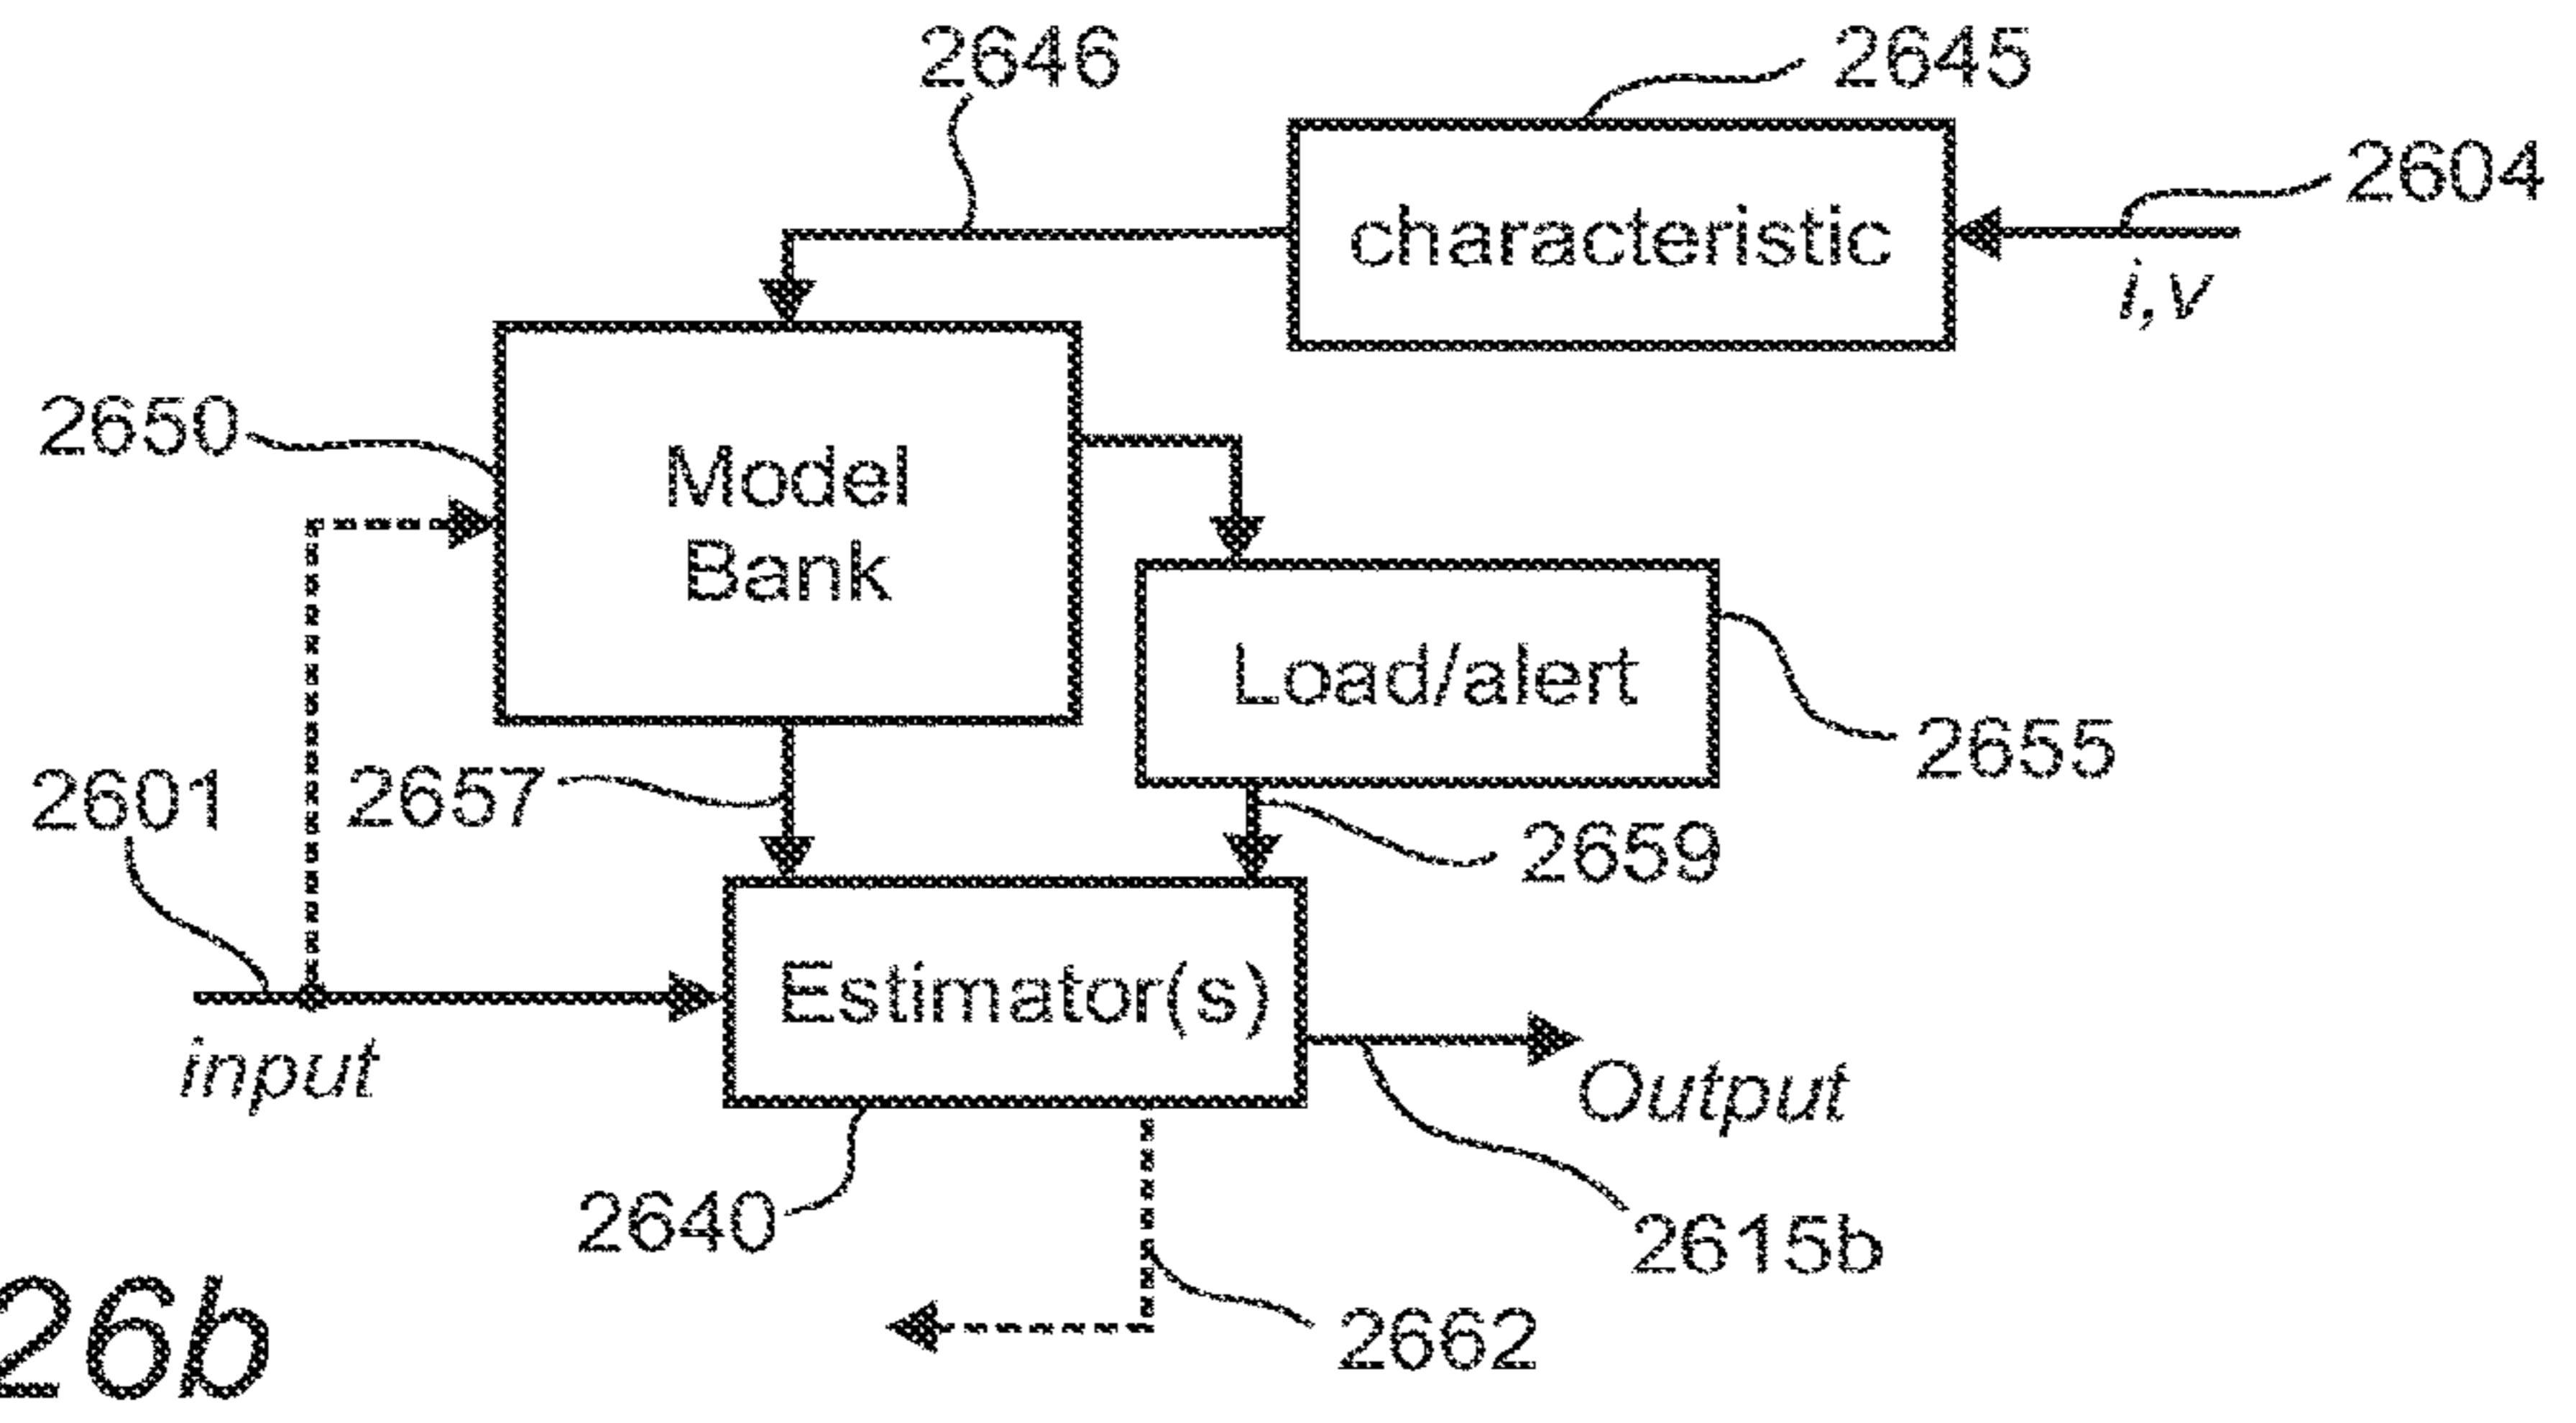 2646
2645
2604
characteristic
i,v
2650
Model
Bank
Load/alert
2655
2601
2657
2659
Estimator(s)
input
Output
2640
2615b
2662
26b